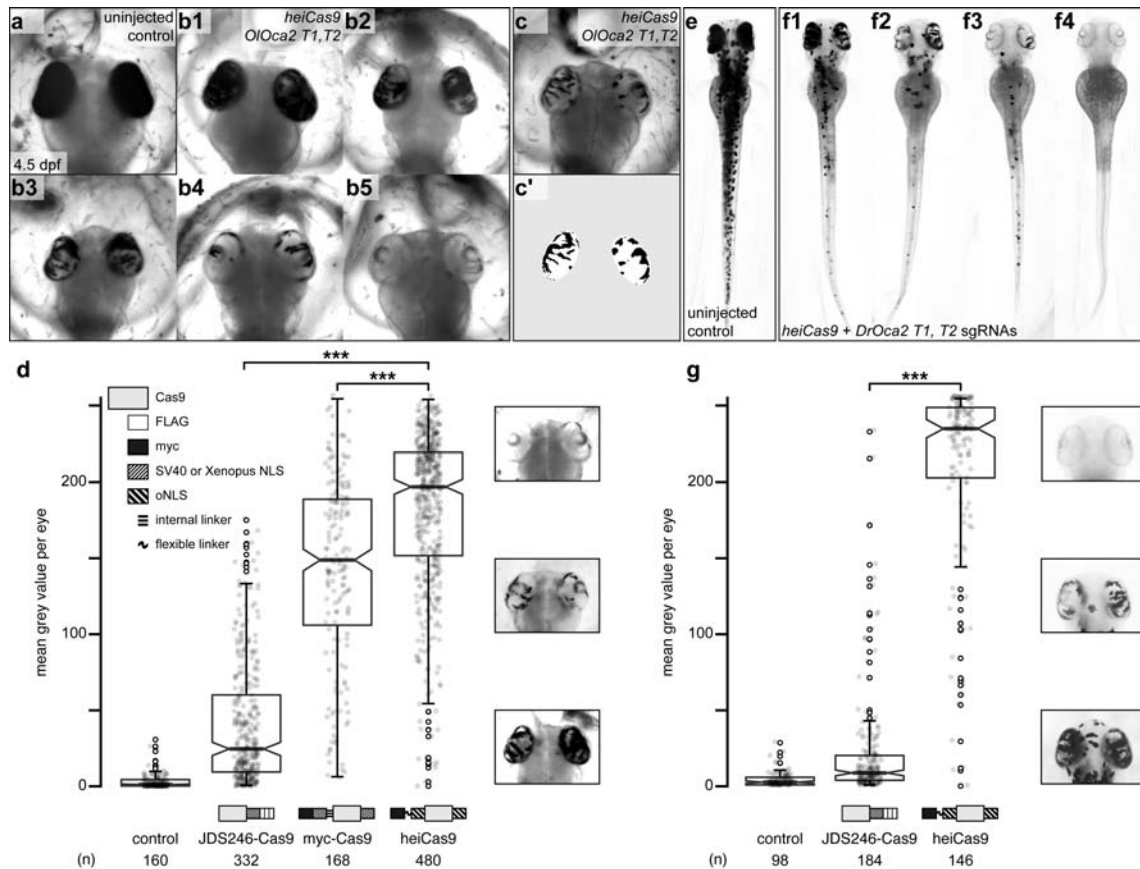 a
uninjected
control
4.5 dpf
b1
heiCas9
OlOca2 T1,T2
b2
c
heiCas9
OlOca2 T1,T2
e
uninjected
control
f1
f2
f3
f4
heiCas9 + DrOca2 T1, T2 sgRNAs
b3
b4
b5
c'
d
***
***
Cas9
FLAG
myc
SV40 or Xenopus NLS
oNLS
internal linker
flexible linker
mean grey value per eye
200
100
0
control
JDS246-Cas9
myc-Cas9
heiCas9
(n)
160
332
168
480
g
***
mean grey value per eye
200
100
0
control
JDS246-Cas9
heiCas9
(n)
98
184
146